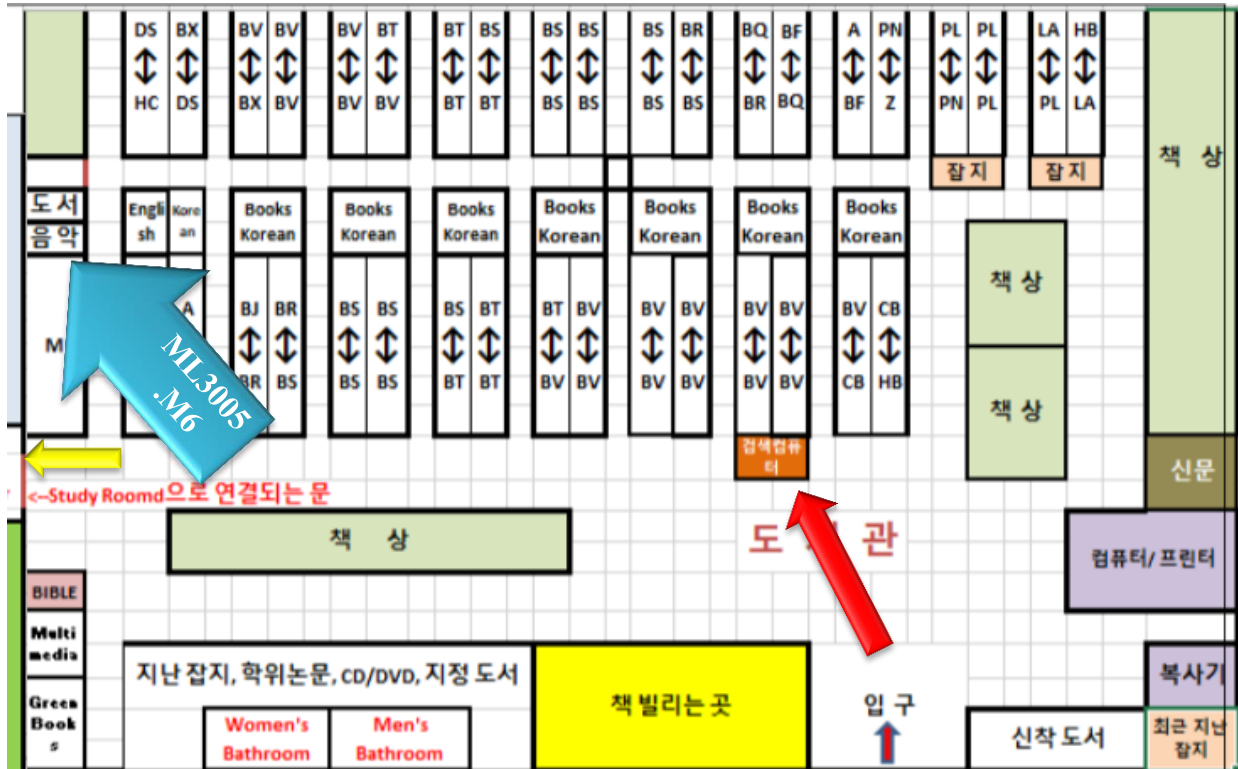 DS BX BV BV BV BT BT BS BS BS BS BR BQ BF A PN PL PL LA HB
HC DS BX BV BV BV BT BT BS BS BS BS BR BQ BF Z PN PL PL LA
잡 지 잡 지
책 상
도 서
음 악
Engli
sh
Kore
an
Books
Korean
Books
Korean
Books
Korean
Books
Korean
Books
Korean
Books
Korean
Books
Korean
책 상
A BJ BR BS BS BS BT BT BV BV BV BV BV BV CB
BR BS BS BS BT BT BV BV BV BV BV BV CB HB
ML3005
.M6
책 상
검색컴퓨
터
신문
<--Study Roomd으로 연결되는 문
책 상
도 관
컴퓨터/ 프린터
BIBLE
Multi
media
Green
Book
s
지난 잡지, 학위논문, CD/DVD, 지정 도서
Women's
Bathroom
Men's
Bathroom
책 빌리는 곳
입 구
복사기
신착 도서
최근 지난
잡지